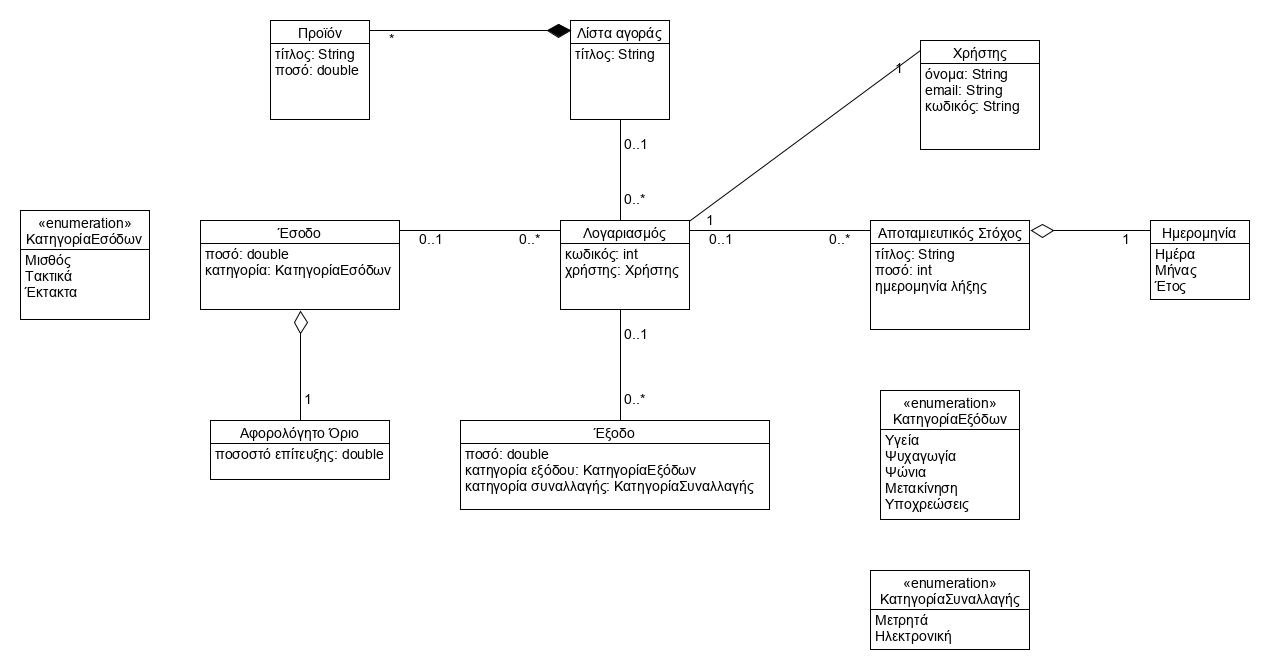 Προϊόν
τίτλος: String
ποσό: double
*
Λίστα αγοράς
τίτλος: String
Χρήστης
όνομα: String
email: String
κωδικός: String
1
0..1
0..*
1
«enumeration»
ΚατηγορίαΕσόδων
Μισθός
Τακτικά
Έκτακτα
Έσοδο
ποσό: double
κατηγορία: ΚατηγορίαΕσόδων
0..1
0..*
Λογαριασμός
κωδικός: int
χρήστης: Χρήστης
0..1
0..*
Αποταμιευτικός Στόχος
τίτλος: String
ποσό: int
ημερομηνία λήξης
1
Ημερομηνία
Ημέρα
Μήνας
Έτος
1
0..1
0..*
Αφορολόγητο Όριο
ποσοστό επίτευξης: double
Έξοδο
ποσό: double
κατηγορία εξόδου: ΚατηγορίαΕξόδων
κατηγορία συναλλαγής: ΚατηγορίαΣυναλλαγής
«enumeration»
ΚατηγορίαΕξόδων
Υγεία
Ψυχαγωγία
Ψώνια
Μετακίνηση
Υποχρεώσεις
«enumeration»
ΚατηγορίαΣυναλλαγής
Μετρητά
Ηλεκτρονική